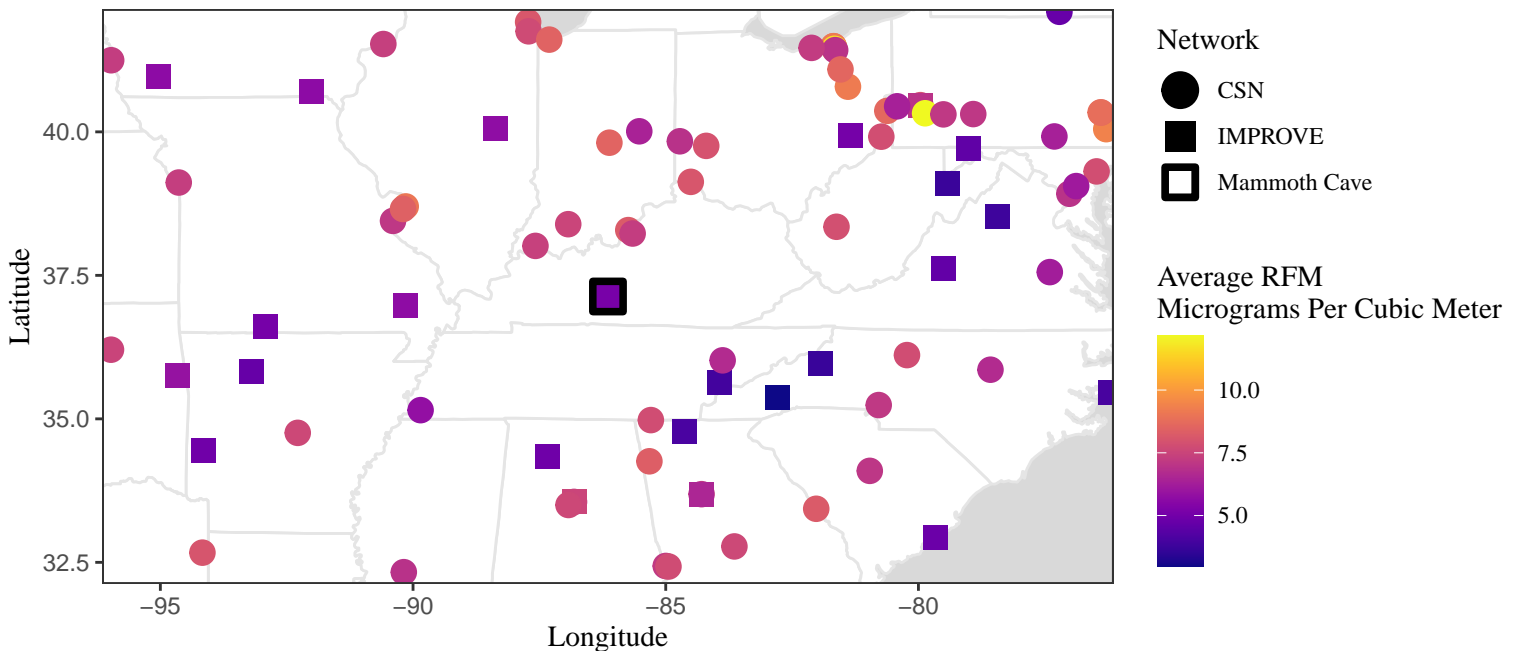 Network
CSN
IMPROVE
Mammoth Cave
Average RFM
Micrograms Per Cubic Meter
10.0
7.5
5.0
Latitude
40.0
37.5
35.0
32.5
−95
−90
−85
−80
Longitude